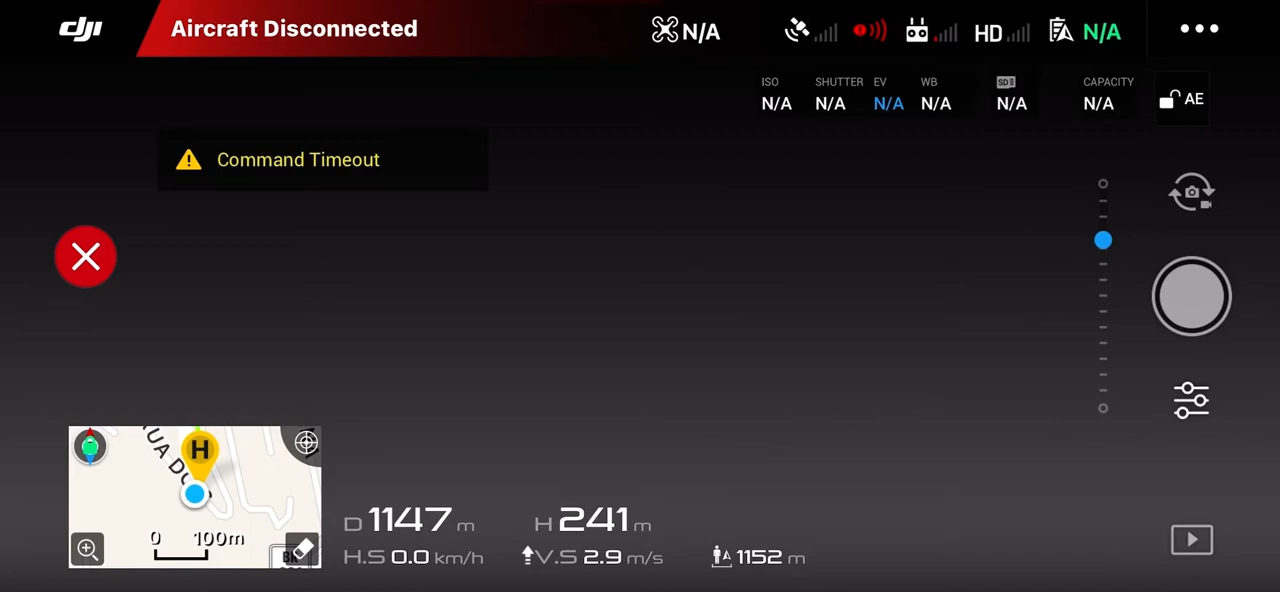 dji
Aircraft Disconnected
N/A
HD
N/A
ISO
N/A
SHUTTER
N/A
EV
N/A
WB
N/A
SD
N/A
CAPACITY
N/A
AE
Command Timeout
H
0 100m
D 1147 m
H 241 m
H.S 0.0 km/h
V.S 2.9 m/s
1152 m